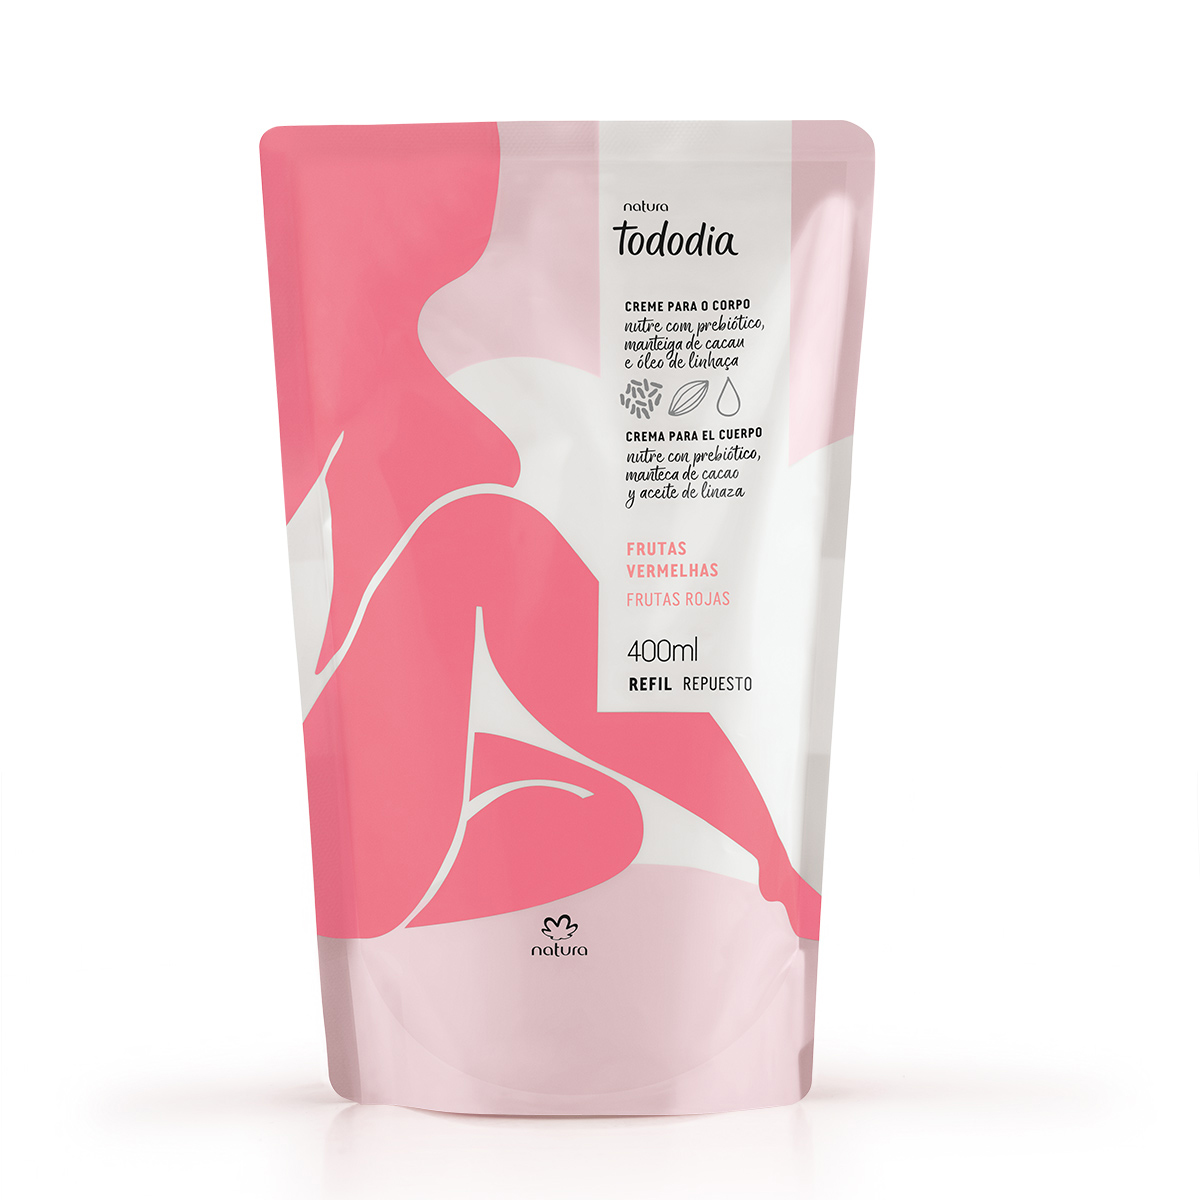 natura
tododia
CREME PARA O CORPO
nutre com prebiótico,
manteiga de cacau
e óleo de linhaça
CREMA PARA EL CUERPO
nutre con prebiótico,
manteca de cacao
y aceite de linaza
FRUTAS
VERMELHAS
FRUTAS ROJAS
400ml
REFIL REPUESTO
natura